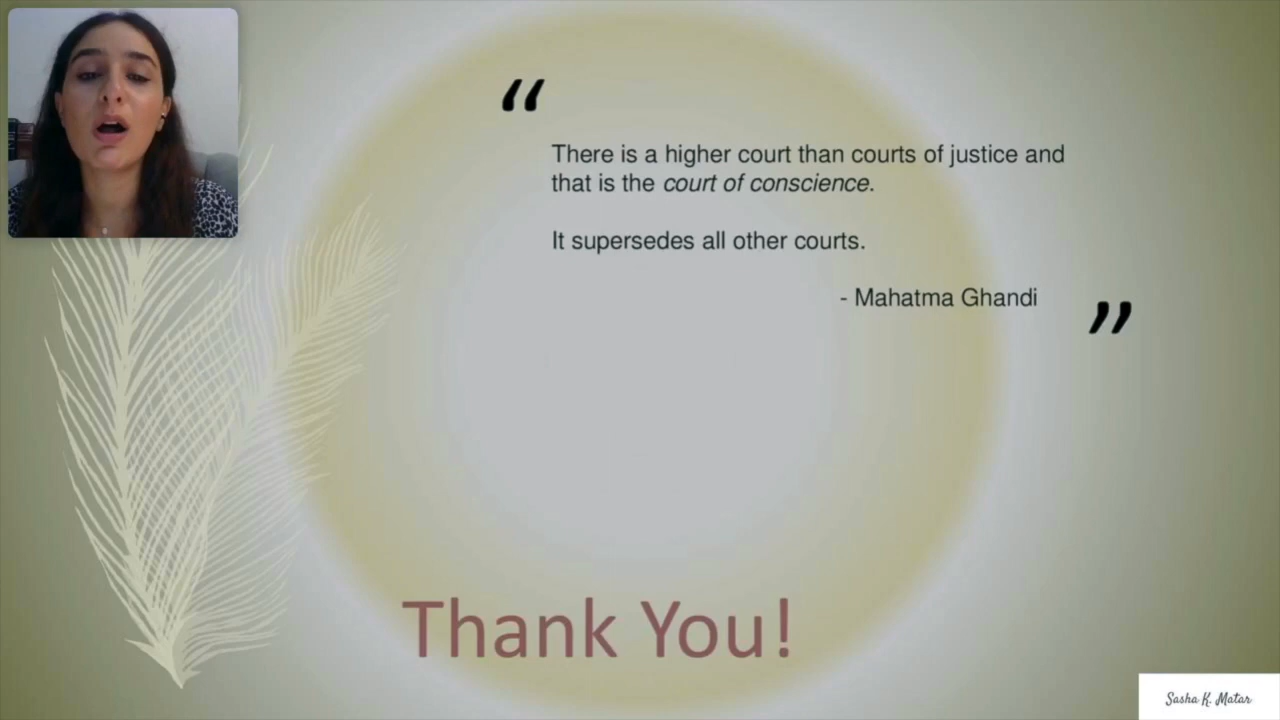 “
There is a higher court than courts of justice and
that is the court of conscience.
It supersedes all other courts.
- Mahatma Ghandi
”
Thank You!
Sasha K. Matar